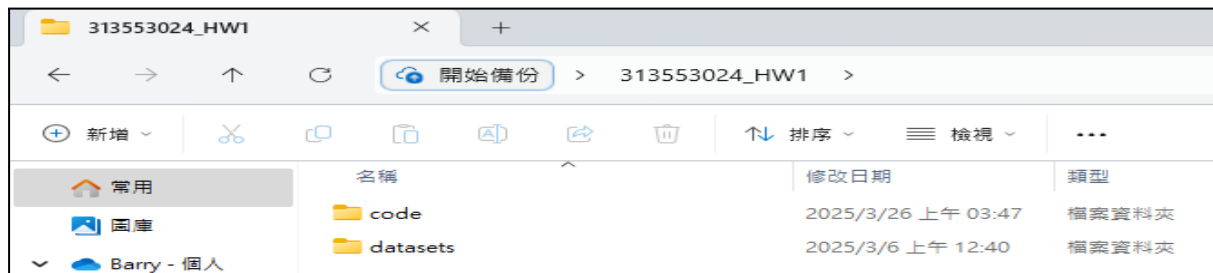 313553024_HW1
開始備份 > 313553024_HW1 >
新增 排序 檢視
常用 名稱 修改日期 類型
code 2025/3/26 上午 03:47 檔案資料夾
圖庫
datasets 2025/3/6 上午 12:40 檔案資料夾
Barry - 個人